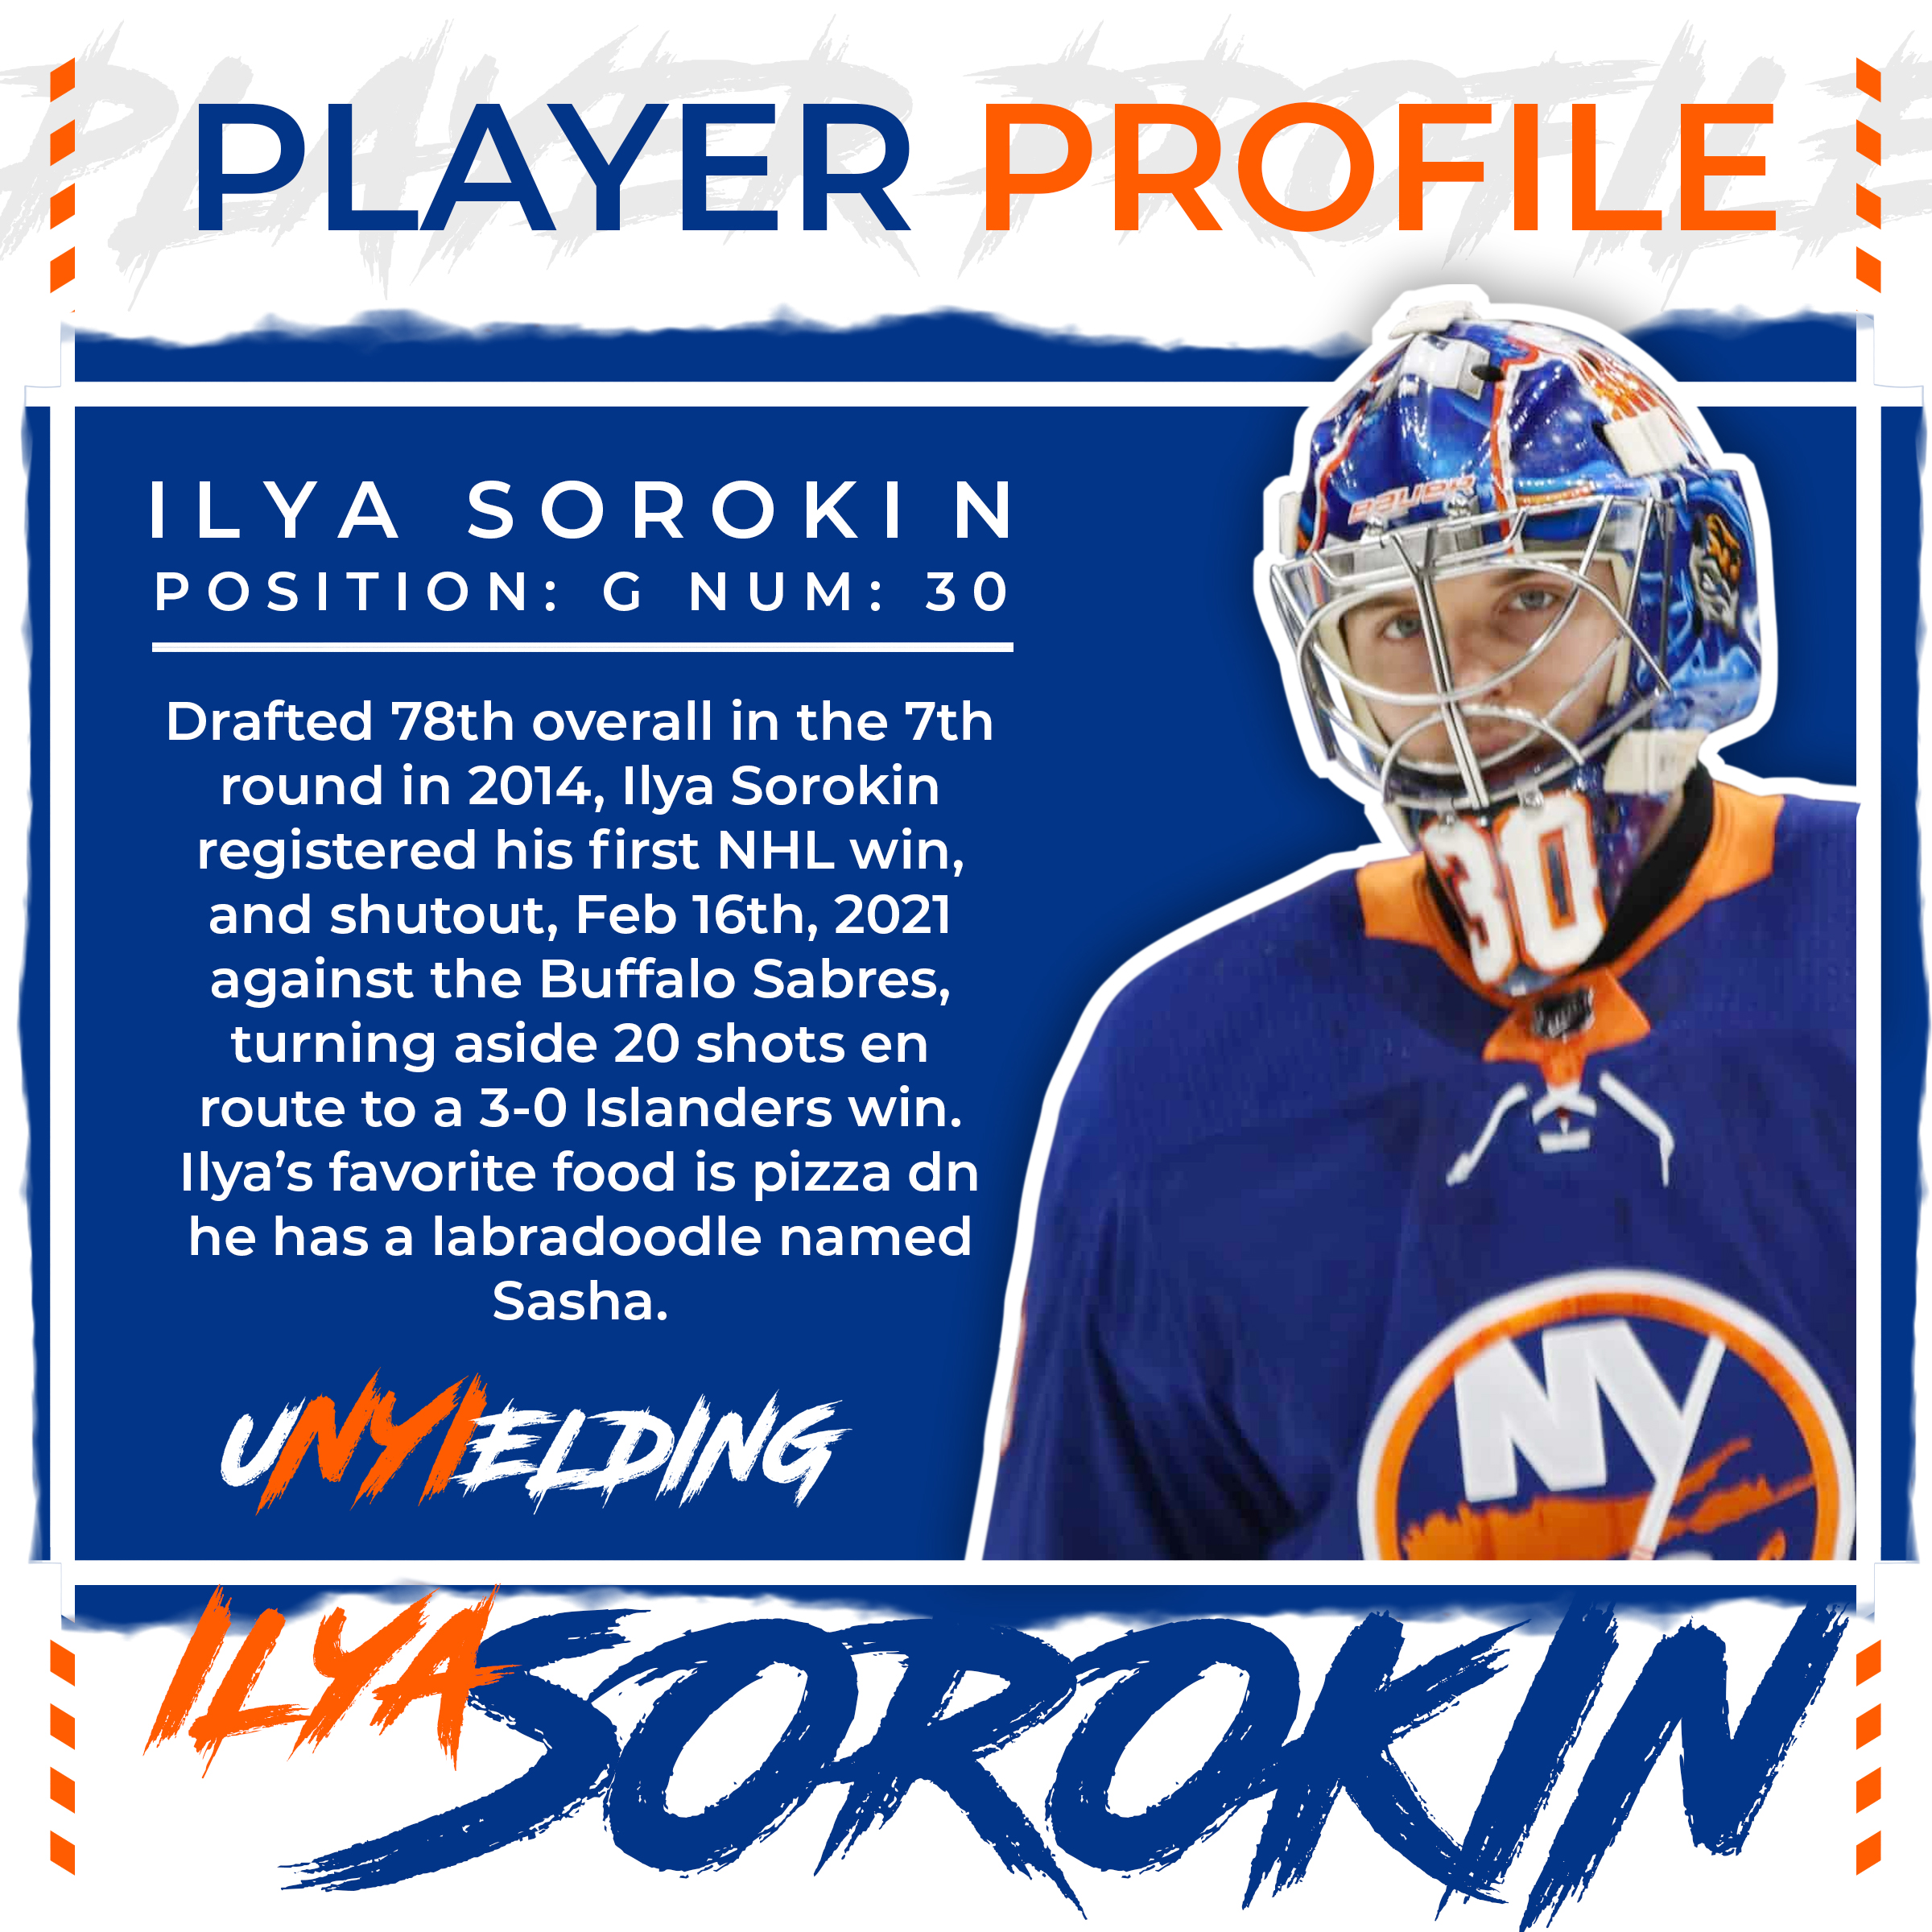 PLAYER PROFILE
ILYA SOROKIN
POSITION: G NUM: 30
Drafted 78th overall in the 7th
round in 2014, Ilya Sorokin
registered his first NHL win,
and shutout, Feb 16th, 2021
against the Buffalo Sabres,
turning aside 20 shots en
route to a 3-0 Islanders win.
Ilya’s favorite food is pizza dn
he has a labradoodle named
Sasha.
UNYIELDING
BAUER
30
NHL
NY
ILYA SOROKIN